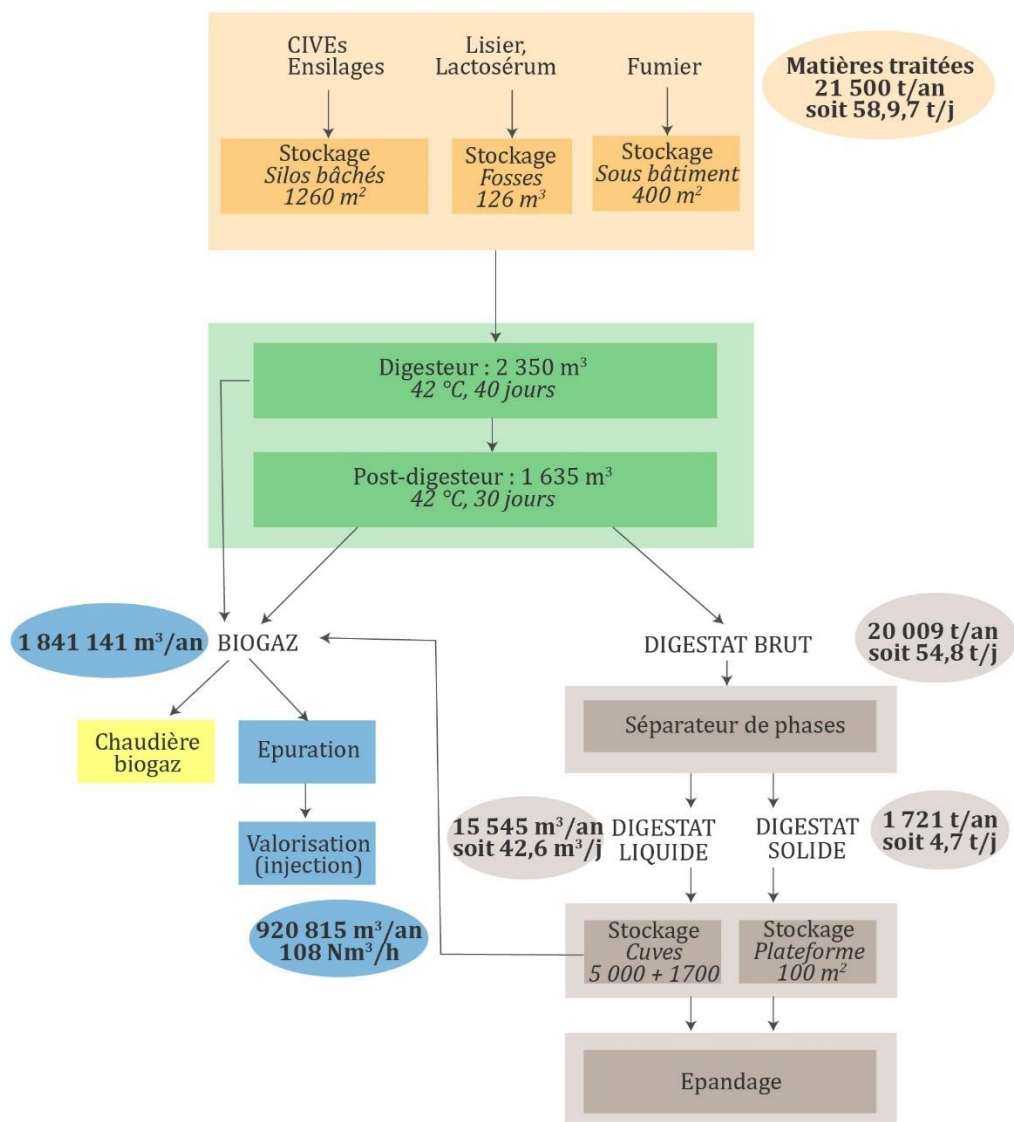 CIVEs
Ensilages
Lisier,
Lactosérum
Fumier
Matières traitées
21 500 t/an
soit 58,9,7 t/j
Stockage
Silos bâchés
1260 m²
Stockage
Fosses
126 m³
Stockage
Sous bâtiment
400 m²
Digesteur : 2 350 m³
42 °C, 40 jours
Post-digesteur : 1 635 m³
42 °C, 30 jours
1 841 141 m³/an
BIOGAZ
DIGESTAT BRUT
20 009 t/an
soit 54,8 t/j
Chaudière
biogaz
Epuration
Séparateur de phases
Valorisation
(injection)
920 815 m³/an
108 Nm³/h
15 545 m³/an
soit 42,6 m³/j
DIGESTAT
LIQUIDE
DIGESTAT
SOLIDE
1 721 t/an
soit 4,7 t/j
Stockage
Cuves
5 000 + 1700
Stockage
Plateforme
100 m²
Epandage